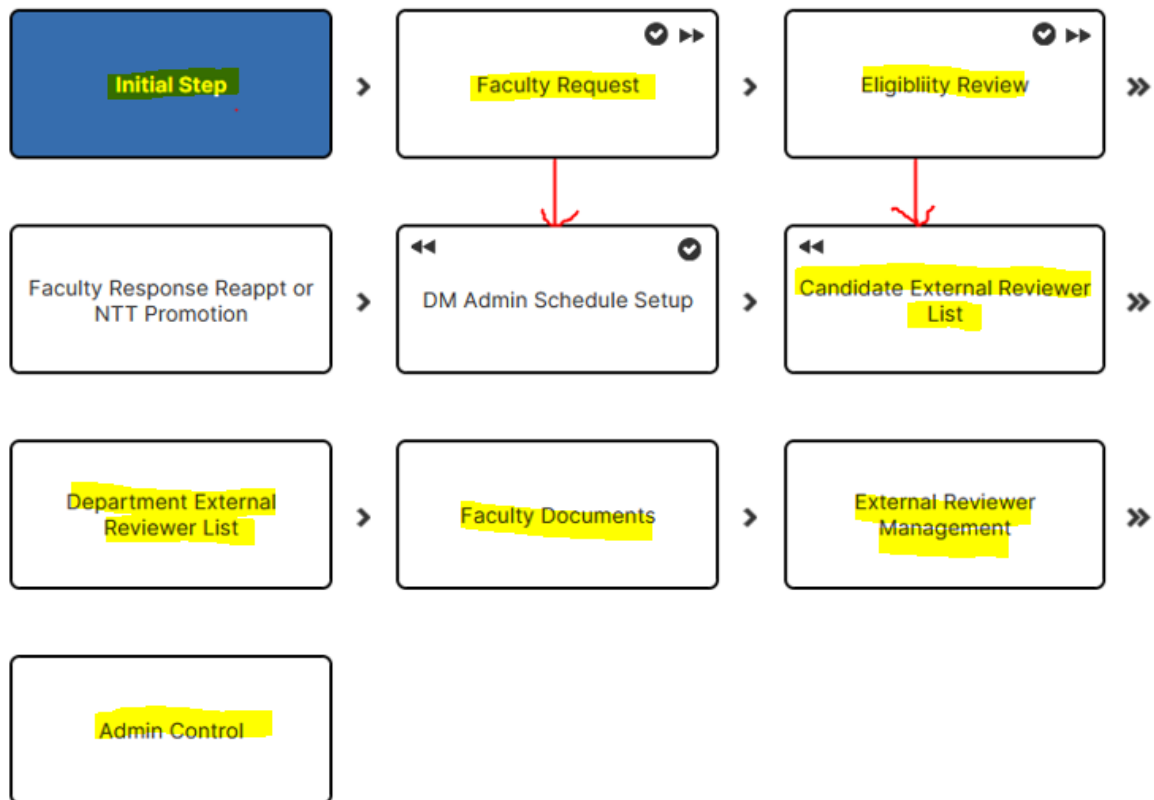 Initial Step
Faculty Request
Eligibliity Review
Faculty Response Reappt or
NTT Promotion
DM Admin Schedule Setup
Candidate External Reviewer
List
Department External
Reviewer List
Faculty Documents
External Reviewer
Management
Admin Control